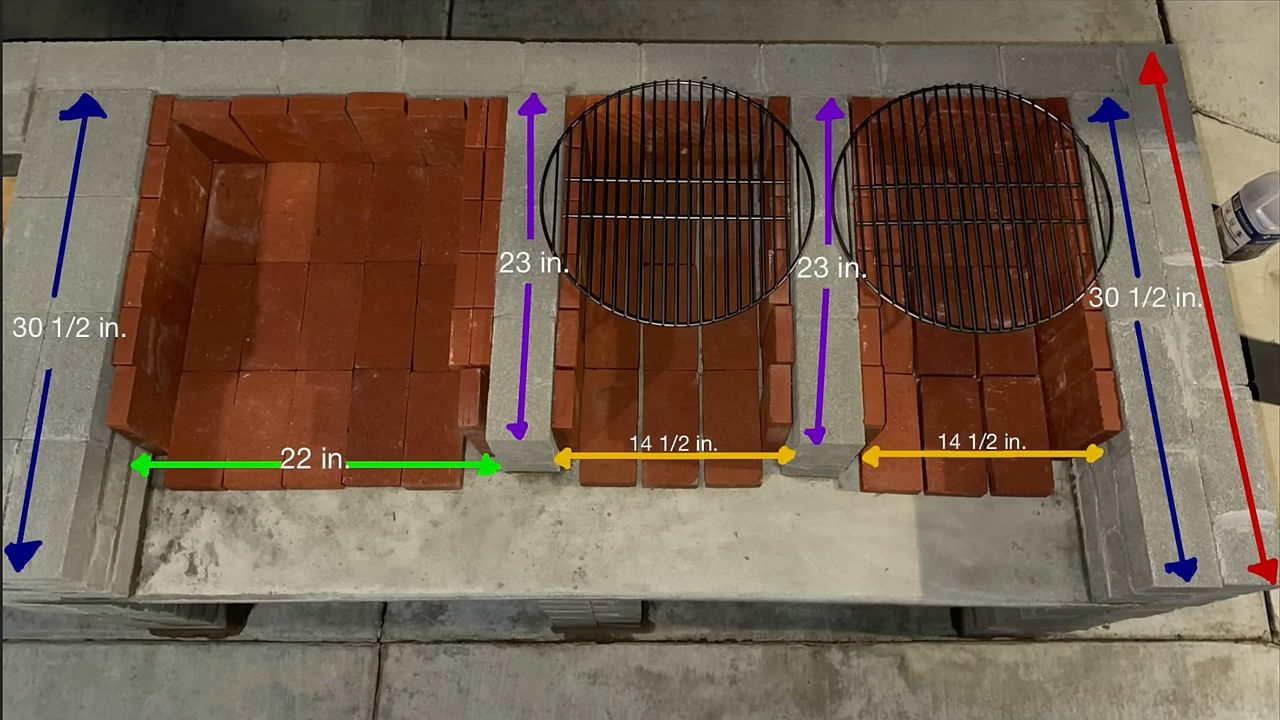 23 in.
23 in.
30 1/2 in.
30 1/2 in.
14 1/2 in.
14 1/2 in.
22 in.